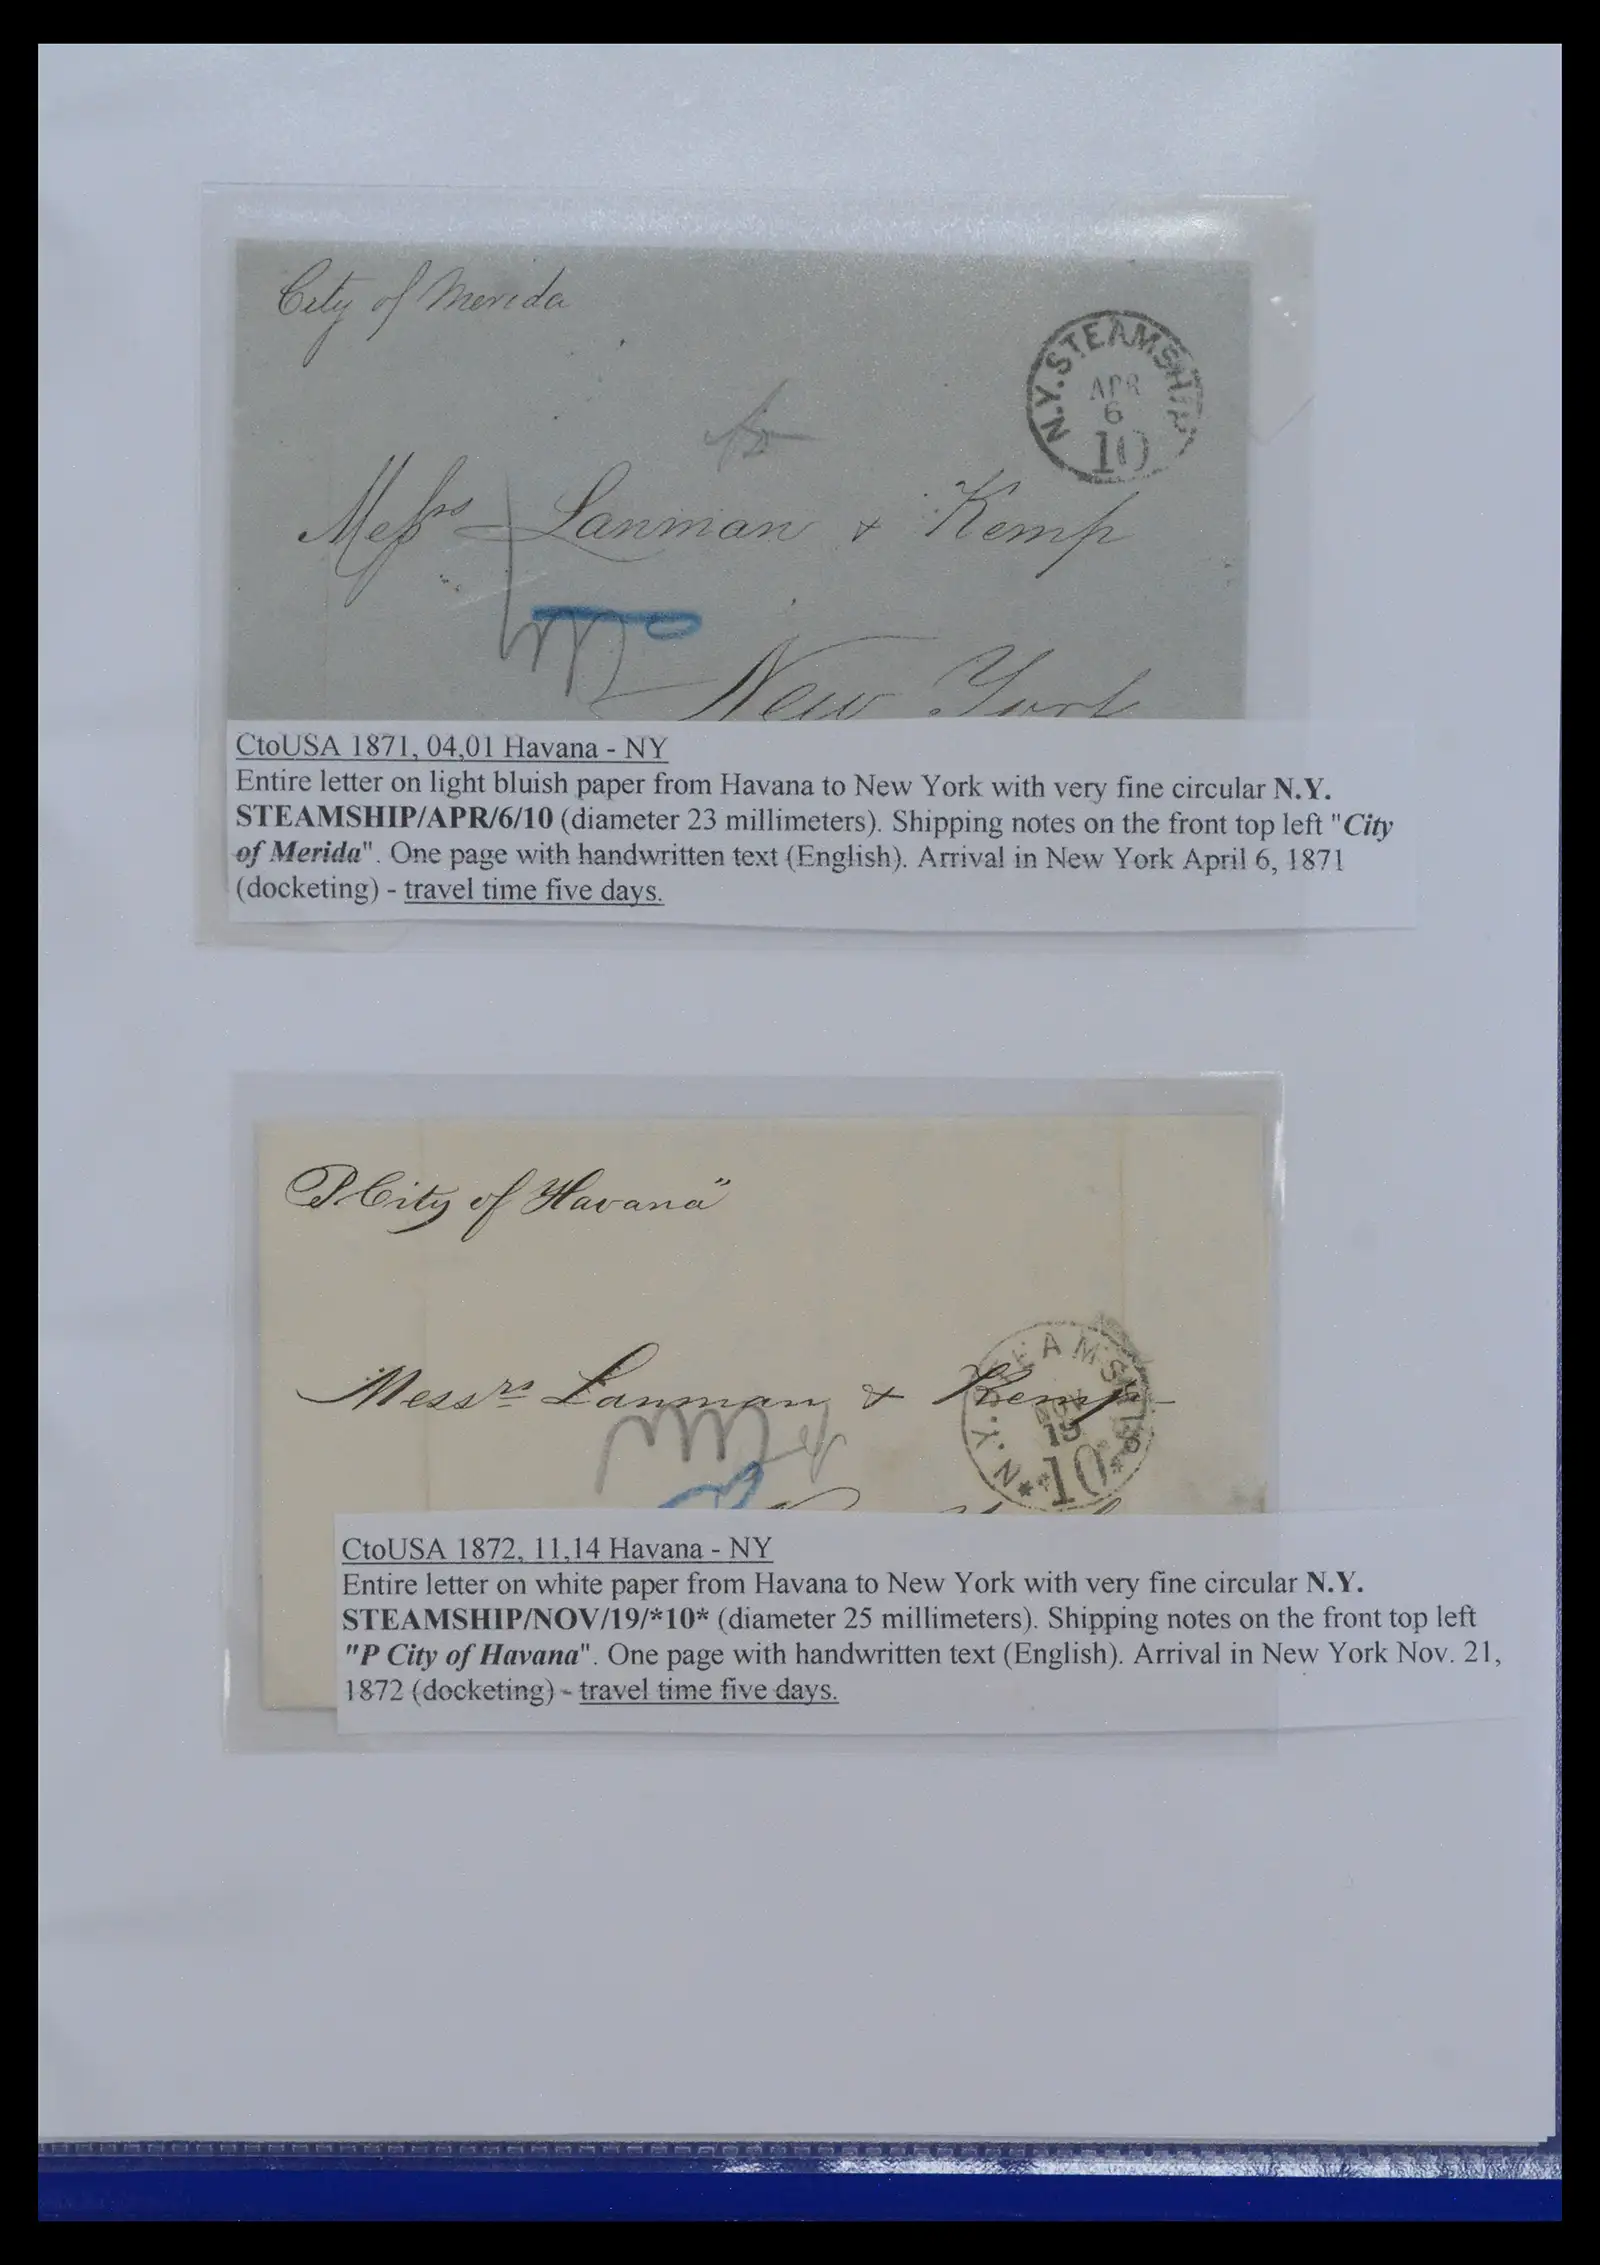 City of Merida
N.Y. STEAMSHIP
APR
6
10
Messrs Lanman & Kemp
New York
CtoUSA 1871, 04,01 Havana - NY
Entire letter on light bluish paper from Havana to New York with very fine circular N.Y.
STEAMSHIP/APR/6/10 (diameter 23 millimeters). Shipping notes on the front top left "City
of Merida". One page with handwritten text (English). Arrival in New York April 6, 1871
(docketing) - travel time five days.
P City of Havana"
N.Y. STEAMSHIP
NOV
19
*10*
Messrs Lanman & Kemp
CtoUSA 1872, 11,14 Havana - NY
Entire letter on white paper from Havana to New York with very fine circular N.Y.
STEAMSHIP/NOV/19/*10* (diameter 25 millimeters). Shipping notes on the front top left
"P City of Havana". One page with handwritten text (English). Arrival in New York Nov. 21,
1872 (docketing) - travel time five days.